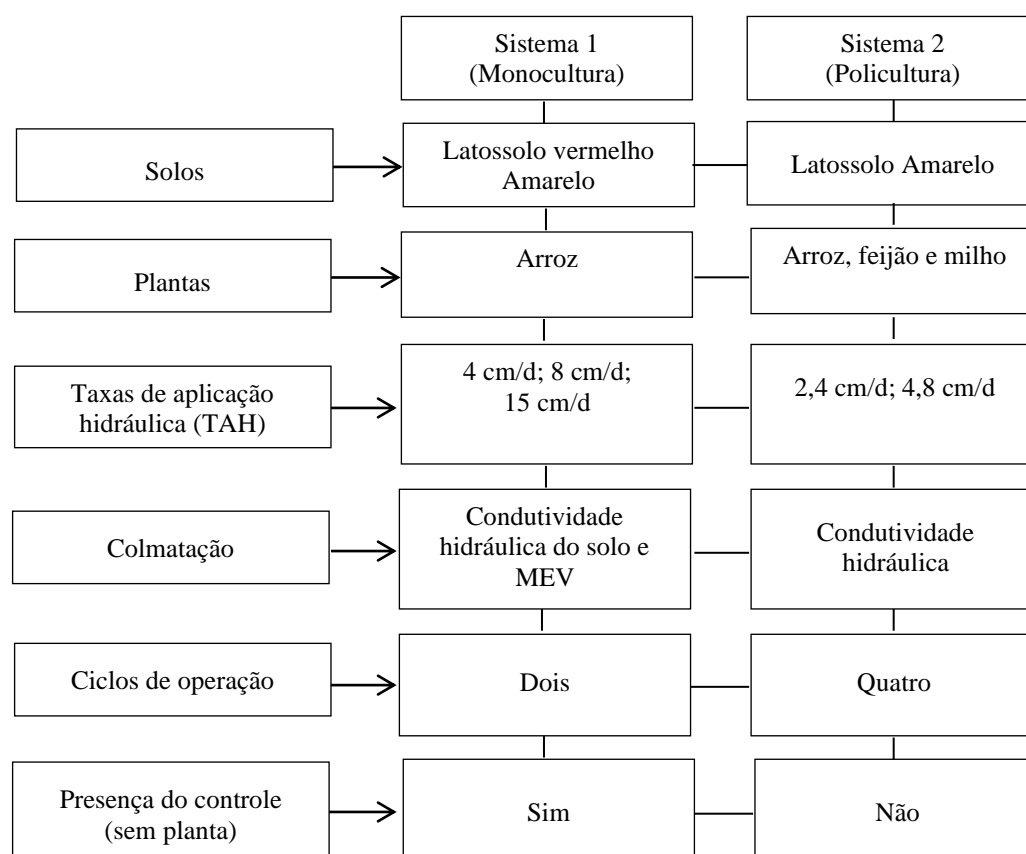 Sistema 1
(Monocultura)
Sistema 2
(Policultura)
Solos
Latossolo vermelho
Amarelo
Latossolo Amarelo
Plantas
Arroz
Arroz, feijão e milho
Taxas de aplicação
hidráulica (TAH)
4 cm/d; 8 cm/d;
15 cm/d
2,4 cm/d; 4,8 cm/d
Colmatação
Condutividade
hidráulica do solo e
MEV
Condutividade
hidráulica
Ciclos de operação
Dois
Quatro
Presença do controle
(sem planta)
Sim
Não